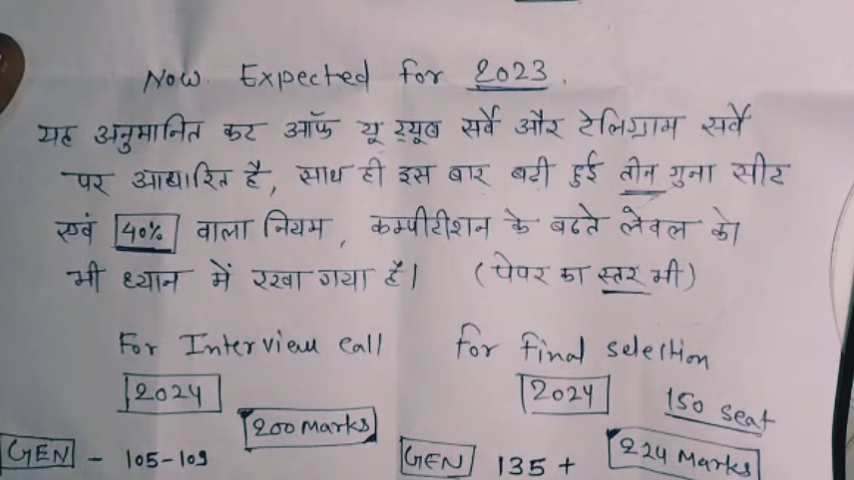 Now. Expected for 2023.
यह अनुमानित कट ऑफ यू ट्यूब सर्वे और टेलिग्राम सर्वे
पर आधारित है, साथ ही इस बार बढी हुई तीन गुना सीट
एवं 40% वाला नियम, कम्पीटीशन के बढते लेवल को
भी ध्यान में रखा गया है। (पेपर का स्तर भी)
For Interview call for final selection
2024 2024 150 seat
200 Marks 224 Marks
GEN - 105-109 GEN 135 +